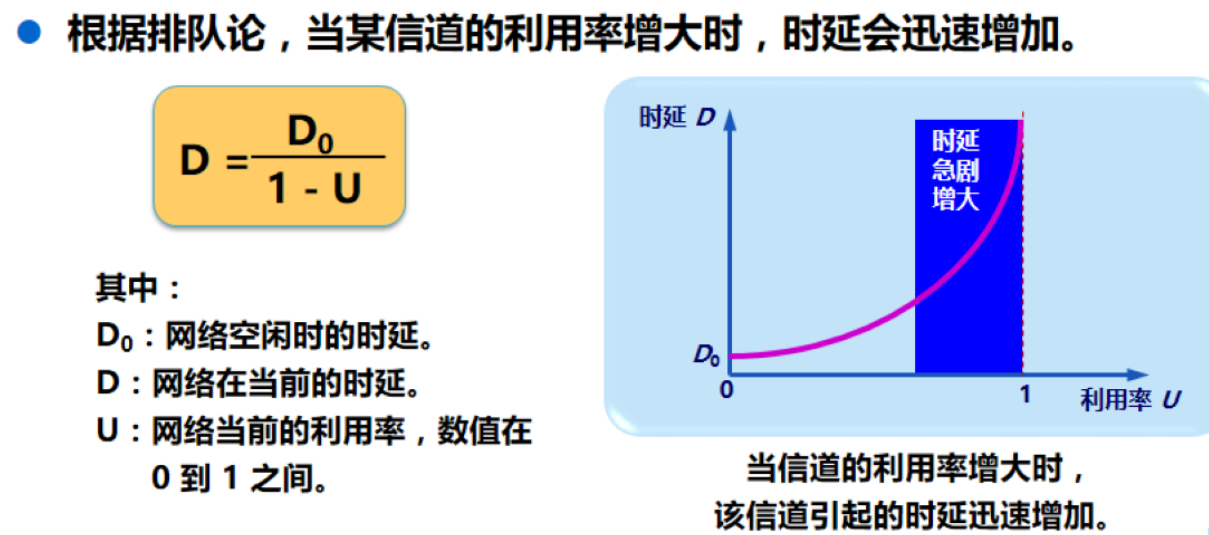 ● 根据排队论，当某信道的利用率增大时，时延会迅速增加。
D = D₀ / (1 - U)
其中：
D₀：网络空闲时的时延。
D：网络在当前的时延。
U：网络当前的利用率，数值在
0 到 1 之间。
时延 D
时延
急剧
增大
D₀
0
1
利用率 U
当信道的利用率增大时，
该信道引起的时延迅速增加。